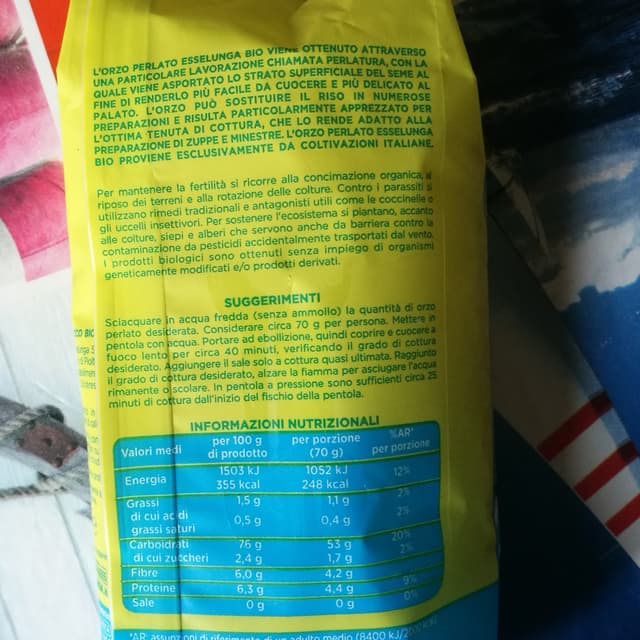 L'ORZO PERLATO ESSELUNGA BIO VIENE OTTENUTO ATTRAVERSO
UNA PARTICOLARE LAVORAZIONE CHIAMATA PERLATURA, CON LA
QUALE VIENE ASPORTATO LO STRATO SUPERFICIALE DEL SEME AL
FINE DI RENDERLO PIÙ FACILE DA CUOCERE E PIÙ DELICATO AL
PALATO. L'ORZO PUÒ SOSTITUIRE IL RISO IN NUMEROSE
PREPARAZIONI E RISULTA PARTICOLARMENTE APPREZZATO PER
L'OTTIMA TENUTA DI COTTURA, CHE LO RENDE ADATTO ALLA
PREPARAZIONE DI ZUPPE E MINESTRE. L'ORZO PERLATO ESSELUNGA
BIO PROVIENE ESCLUSIVAMENTE DA COLTIVAZIONI ITALIANE.
Per mantenere la fertilità si ricorre alla concimazione organica, al
riposo dei terreni e alla rotazione delle colture. Contro i parassiti si
utilizzano rimedi tradizionali e antagonisti utili come le coccinelle o
gli uccelli insettivori. Per sostenere l'ecosistema si piantano, accanto
alle colture, siepi e alberi che servono anche da barriera contro la
contaminazione da pesticidi accidentalmente trasportati dal vento.
I prodotti biologici sono ottenuti senza impiego di organismi
geneticamente modificati e/o prodotti derivati.
SUGGERIMENTI
Sciacquare in acqua fredda (senza ammollo) la quantità di orzo
perlato desiderata. Considerare circa 70 g per persona. Mettere in
pentola con acqua. Portare ad ebollizione, quindi coprire e cuocere a
fuoco lento per circa 40 minuti, verificando il grado di cottura
desiderato. Aggiungere il sale solo a cottura quasi ultimata. Raggiunto
il grado di cottura desiderato, alzare la fiamma per asciugare l'acqua
rimanente o scolare. In pentola a pressione sono sufficienti circa 25
minuti di cottura dall'inizio del fischio della pentola.
INFORMAZIONI NUTRIZIONALI
Valori medi per 100 g di prodotto per porzione (70 g) %AR* per porzione
Energia 1503 kJ 1052 kJ 12%
355 kcal 248 kcal
Grassi 1,5 g 1,1 g 2%
di cui acidi
grassi saturi 0,5 g 0,4 g 2%
Carboidrati 76 g 53 g 20%
di cui zuccheri 2,4 g 1,7 g 2%
Fibre 6,0 g 4,2 g
Proteine 6,3 g 4,4 g 9%
Sale 0 g 0 g 0%
*AR: assunzioni di riferimento di un adulto medio (8400 kJ/2000 kcal)